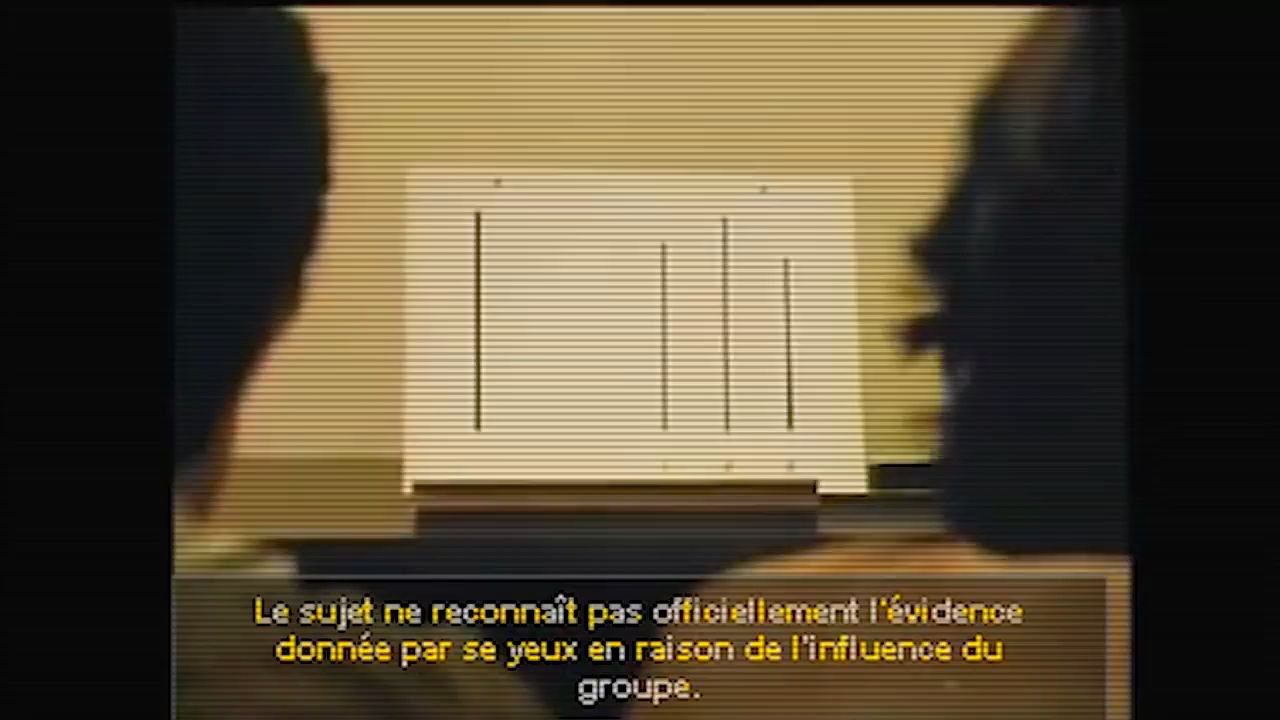 Le sujet ne reconnaît pas officiellement l'évidence
donnée par se yeux en raison de l'influence du
groupe.